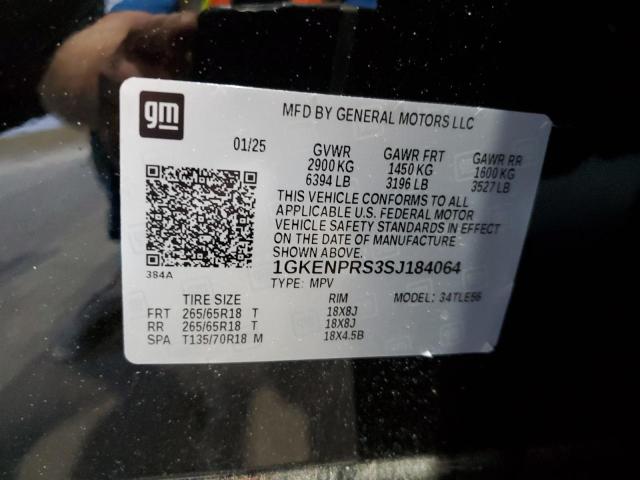 gm
MFD BY GENERAL MOTORS LLC
01/25 GVWR GAWR FRT GAWR RR
2900 KG 1450 KG 1600 KG
6394 LB 3196 LB 3527 LB
THIS VEHICLE CONFORMS TO ALL
APPLICABLE U.S. FEDERAL MOTOR
VEHICLE SAFETY STANDARDS IN EFFECT
ON THE DATE OF MANUFACTURE
SHOWN ABOVE.
384A
1GKENPRS3SJ184064
TYPE: MPV MODEL: 34TLE56
TIRE SIZE RIM
FRT 265/65R18 T 18X8J
RR 265/65R18 T 18X8J
SPA T135/70R18 M 18X4.5B